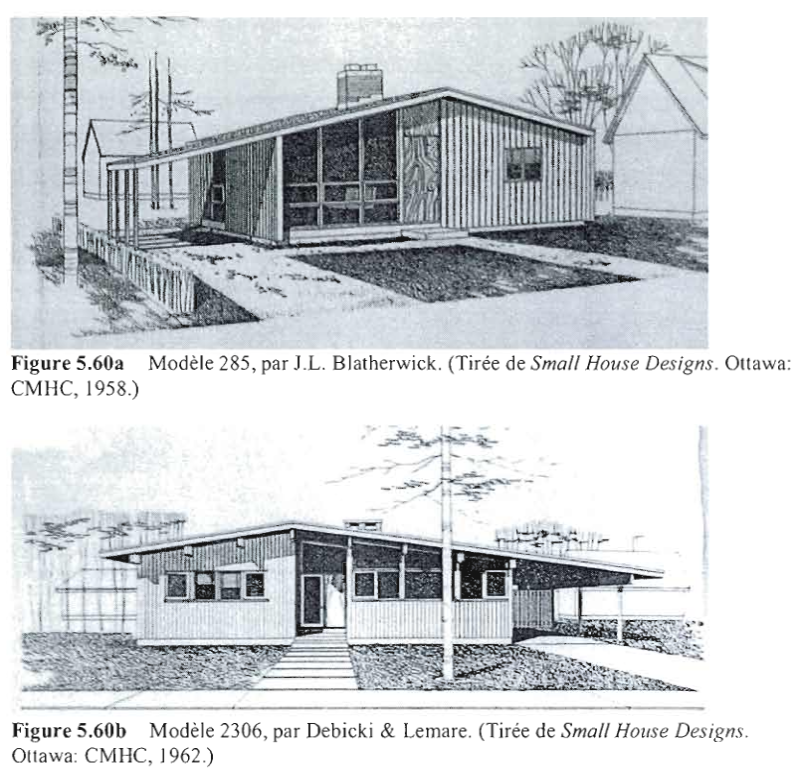 Figure 5.60a Modèle 285, par J.L. Blatherwick. (Tirée de Small House Designs. Ottawa:
CMHC, 1958.)
Figure 5.60b Modèle 2306, par Debicki & Lemare. (Tirée de Small House Designs.
Ottawa: CMHC, 1962.)